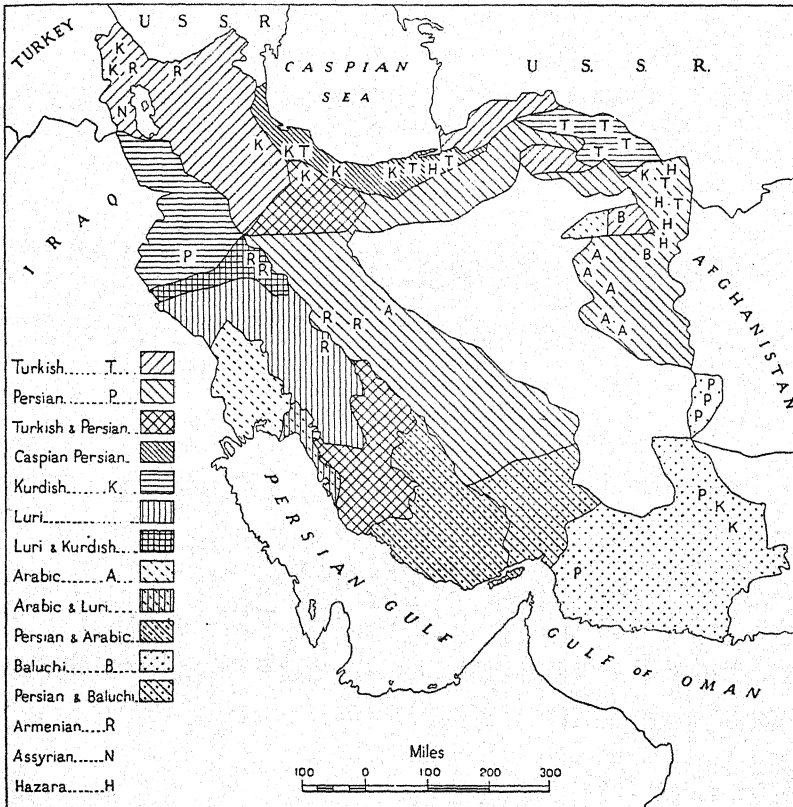 TURKEY
U S S R
CASPIAN
SEA
U. S. S. R.
IRAQ
AFGHANISTAN
PERSIAN GULF
GULF OF OMAN
K
K R R
N
K K T
K K T H T
K
T T
T T
K H
T
H T
H
H
B
B
A
A A
A A
P
R
R
R R A
R
P
P
P
P K
K
P
Turkish...... T
Persian ...... P
Turkish & Persian
Caspian Persian
Kurdish...... K
Luri
Luri & Kurdish
Arabic ...... A
Arabic & Luri
Persian & Arabic
Baluchi ...... B
Persian & Baluchi
Armenian ...... R
Assyrian ...... N
Hazara ...... H
Miles
100 0 100 200 300